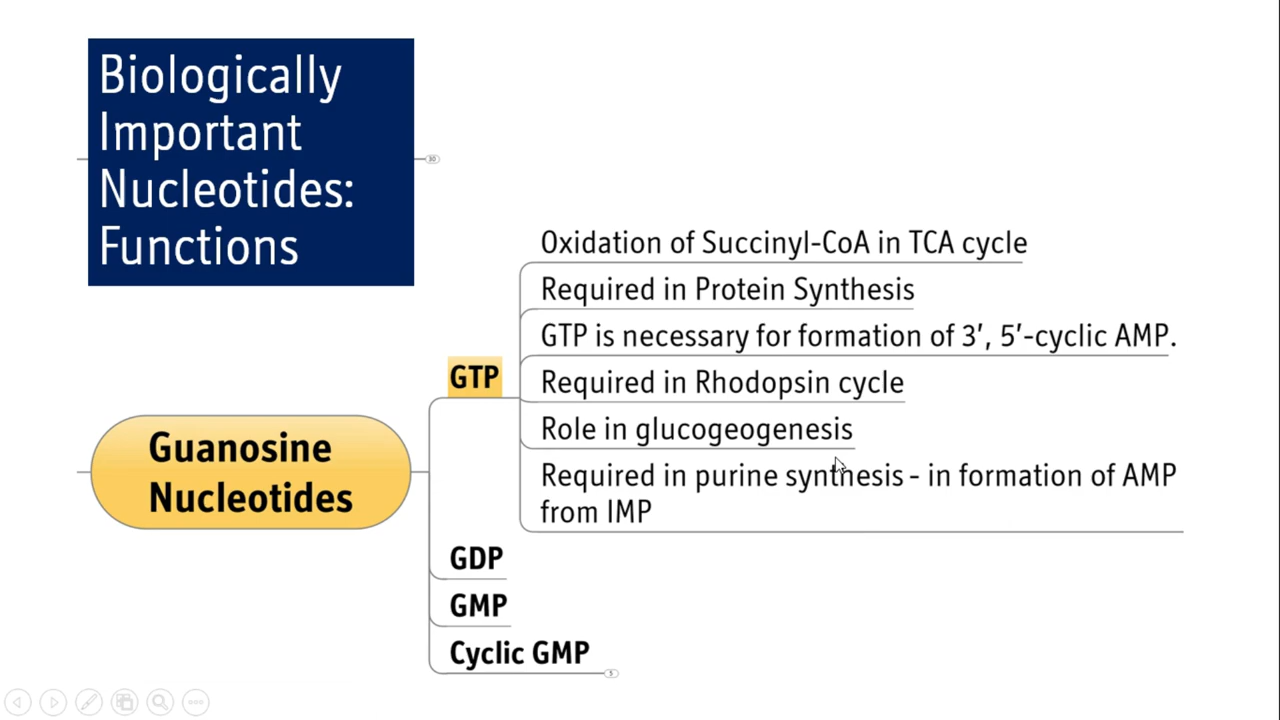 Biologically
Important
Nucleotides:
Functions
30
Oxidation of Succinyl-CoA in TCA cycle
Required in Protein Synthesis
GTP is necessary for formation of 3′, 5′-cyclic AMP.
GTP
Required in Rhodopsin cycle
Role in glucogeogenesis
Guanosine
Nucleotides
Required in purine synthesis - in formation of AMP
from IMP
GDP
GMP
Cyclic GMP
5